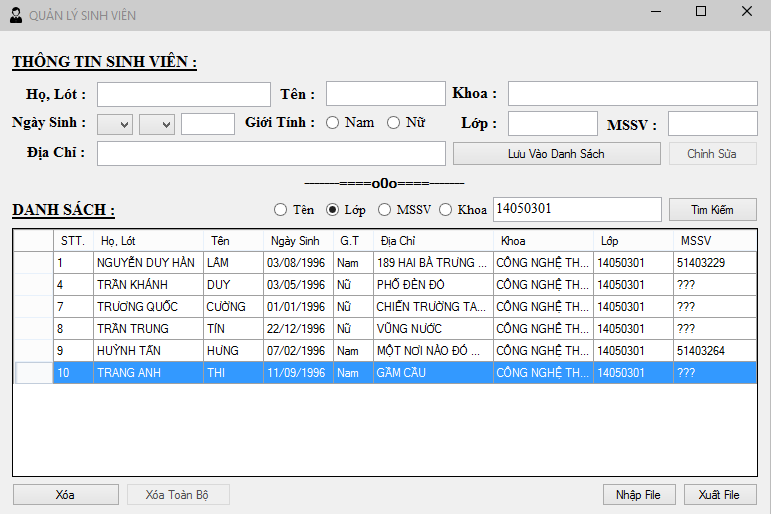 QUẢN LÝ SINH VIÊN
THÔNG TIN SINH VIÊN :
Họ, Lót : Tên : Khoa :
Ngày Sinh : Giới Tính : Nam Nữ Lớp : MSSV :
Địa Chỉ : Lưu Vào Danh Sách Chỉnh Sửa
-------====o0o====-------
DANH SÁCH : Tên Lớp MSSV Khoa 14050301 Tìm Kiếm
STT. Họ, Lót Tên Ngày Sinh G.T Địa Chỉ Khoa Lớp MSSV
1 NGUYỄN DUY HÀN LÂM 03/08/1996 Nam 189 HAI BÀ TRƯNG ... CÔNG NGHỆ TH... 14050301 51403229
4 TRẦN KHÁNH DUY 03/05/1996 Nữ PHỐ ĐÈN ĐỎ CÔNG NGHỆ TH... 14050301 ???
7 TRƯƠNG QUỐC CƯỜNG 01/01/1996 Nữ CHIẾN TRƯỜNG TA... CÔNG NGHỆ TH... 14050301 ???
8 TRẦN TRUNG TÍN 22/12/1996 Nữ VŨNG NƯỚC CÔNG NGHỆ TH... 14050301 ???
9 HUỲNH TẤN HƯNG 07/02/1996 Nam MỘT NƠI NÀO ĐÓ ... CÔNG NGHỆ TH... 14050301 51403264
10 TRANG ANH THI 11/09/1996 Nam GẦM CẦU CÔNG NGHỆ TH... 14050301 ???
Xóa Xóa Toàn Bộ Nhập File Xuất File